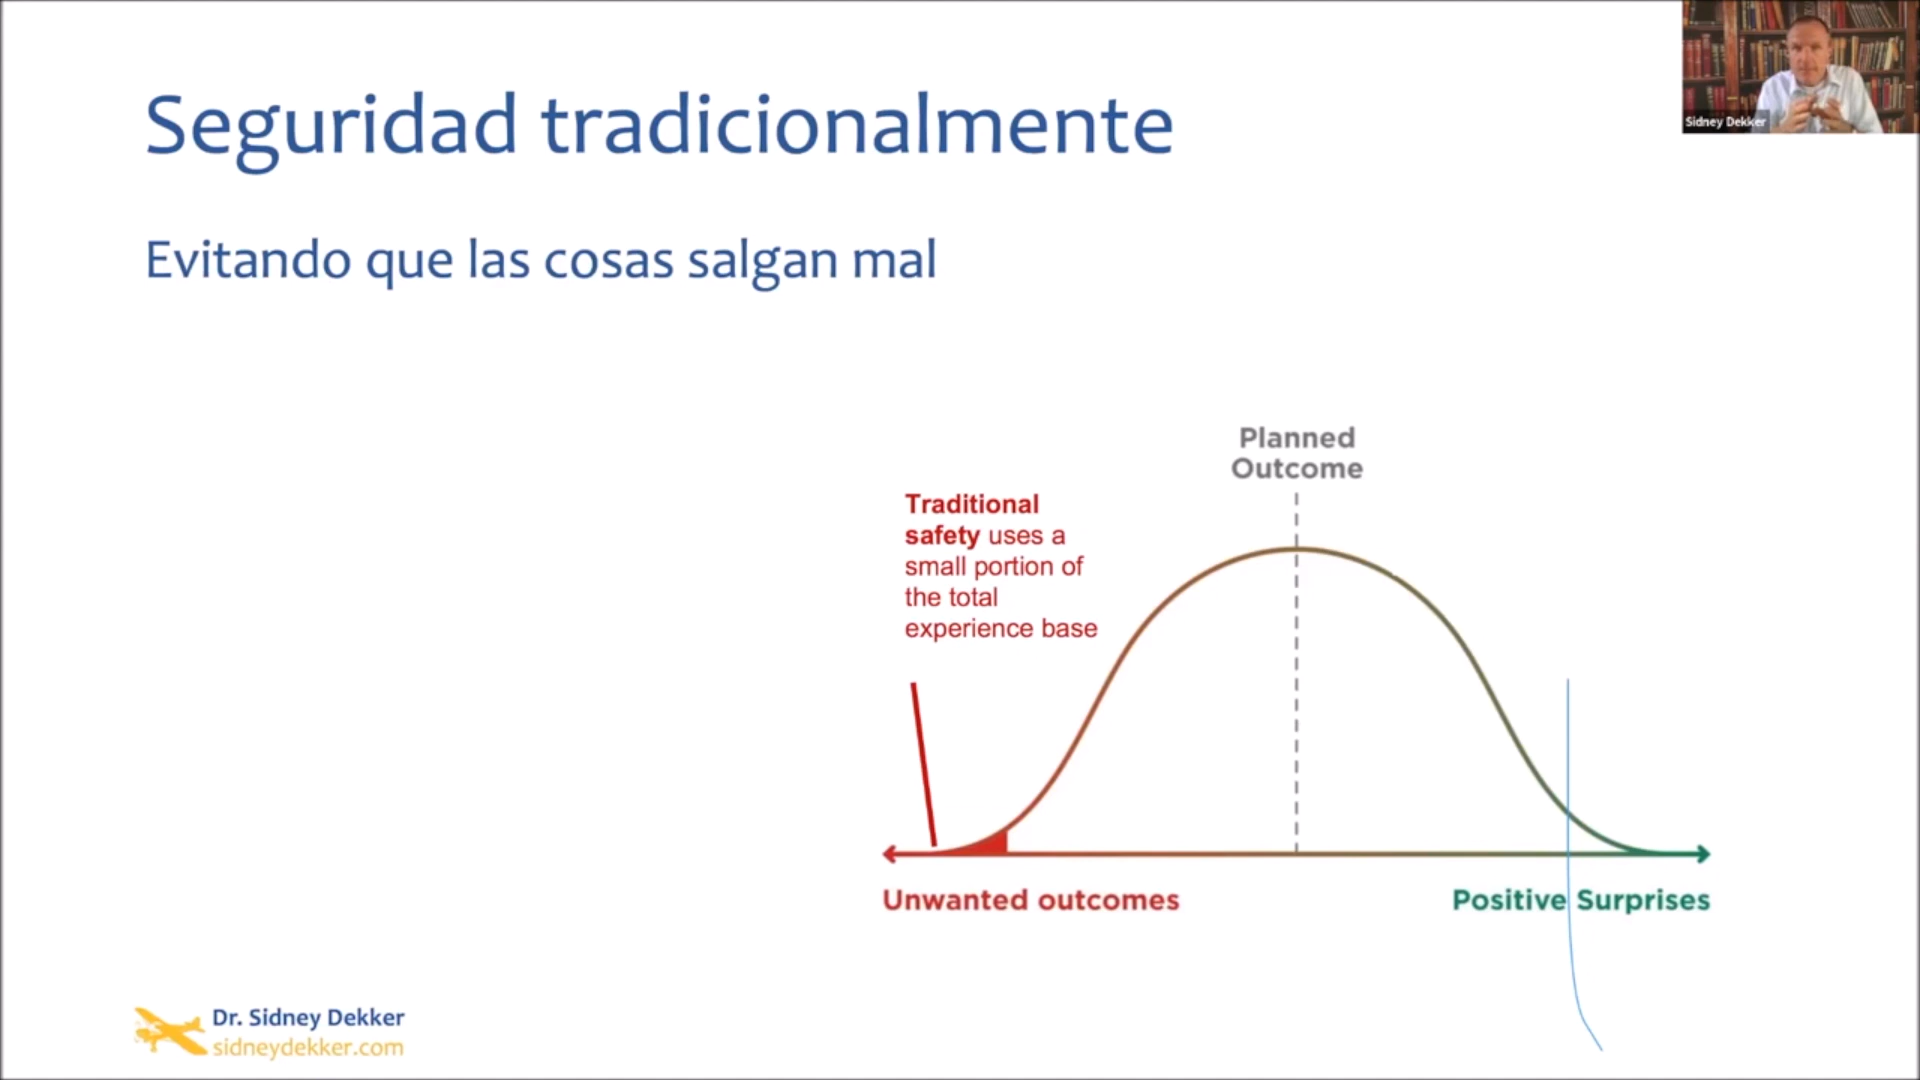 Sidney Dekker
Seguridad tradicionalmente
Evitando que las cosas salgan mal
Planned
Outcome
Traditional
safety uses a
small portion of
the total
experience base
Unwanted outcomes
Positive Surprises
Dr. Sidney Dekker
sidneydekker.com